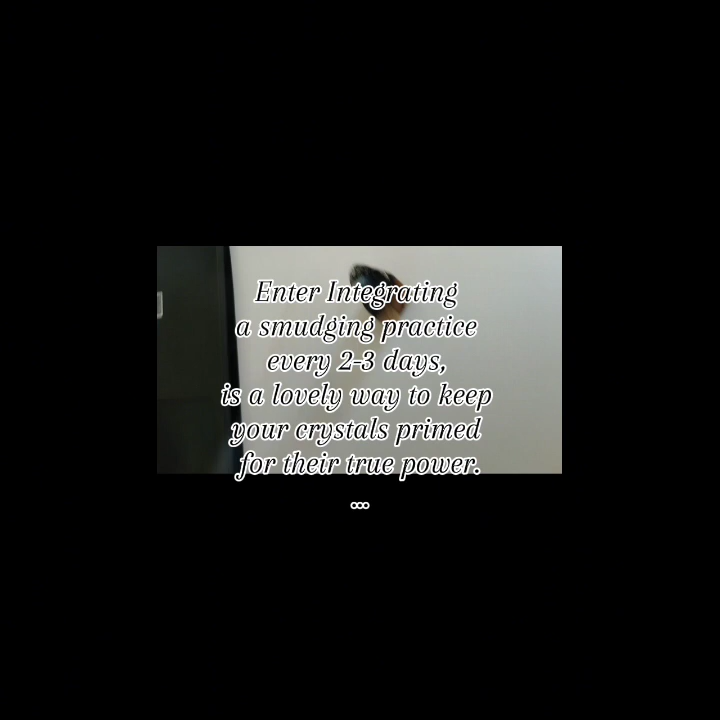 Enter Integrating
a smudging practice
every 2-3 days,
is a lovely way to keep
your crystals primed
for their true power.